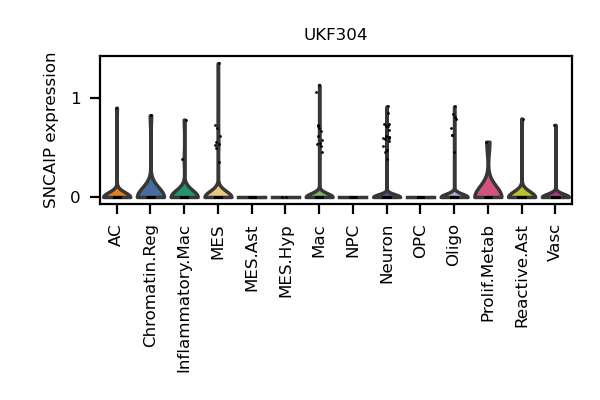 UKF304
SNCAIP expression
1
0
AC
Chromatin.Reg
Inflammatory.Mac
MES
MES.Ast
MES.Hyp
Mac
NPC
Neuron
OPC
Oligo
Prolif.Metab
Reactive.Ast
Vasc